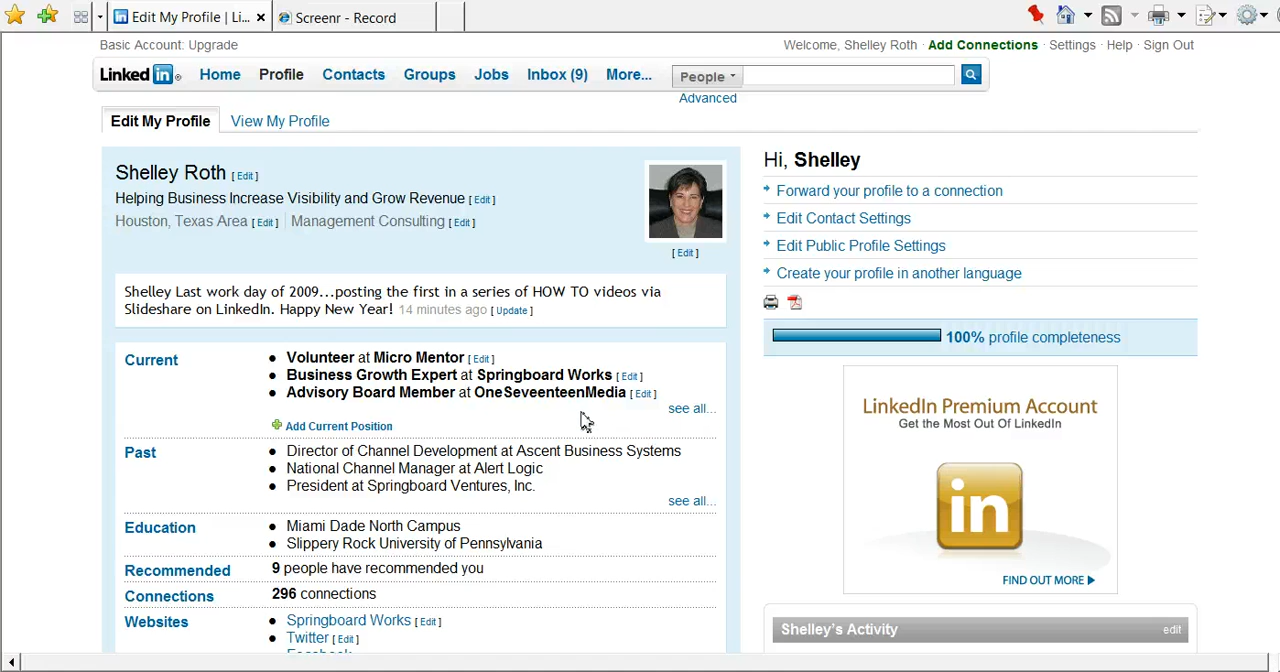 Edit My Profile | Li... x
Screenr - Record
Basic Account: Upgrade
Welcome, Shelley Roth · Add Connections · Settings · Help · Sign Out
Linked in ® Home Profile Contacts Groups Jobs Inbox (9) More... People
Advanced
Edit My Profile View My Profile
Shelley Roth [ Edit ]
Helping Business Increase Visibility and Grow Revenue [ Edit ]
Houston, Texas Area [ Edit ] Management Consulting [ Edit ]
[ Edit ]
Shelley Last work day of 2009...posting the first in a series of HOW TO videos via
Slideshare on LinkedIn. Happy New Year! 14 minutes ago [ Update ]
Current
• Volunteer at Micro Mentor [ Edit ]
• Business Growth Expert at Springboard Works [ Edit ]
• Advisory Board Member at OneSeveenteenMedia [ Edit ]
see all...
Add Current Position
Past
• Director of Channel Development at Ascent Business Systems
• National Channel Manager at Alert Logic
• President at Springboard Ventures, Inc.
see all...
Education
• Miami Dade North Campus
• Slippery Rock University of Pennsylvania
Recommended 9 people have recommended you
Connections 296 connections
Websites
• Springboard Works [ Edit ]
• Twitter [ Edit ]
Facebook
Hi, Shelley
Forward your profile to a connection
Edit Contact Settings
Edit Public Profile Settings
Create your profile in another language
100% profile completeness
LinkedIn Premium Account
Get the Most Out Of LinkedIn
in
FIND OUT MORE
Shelley's Activity edit